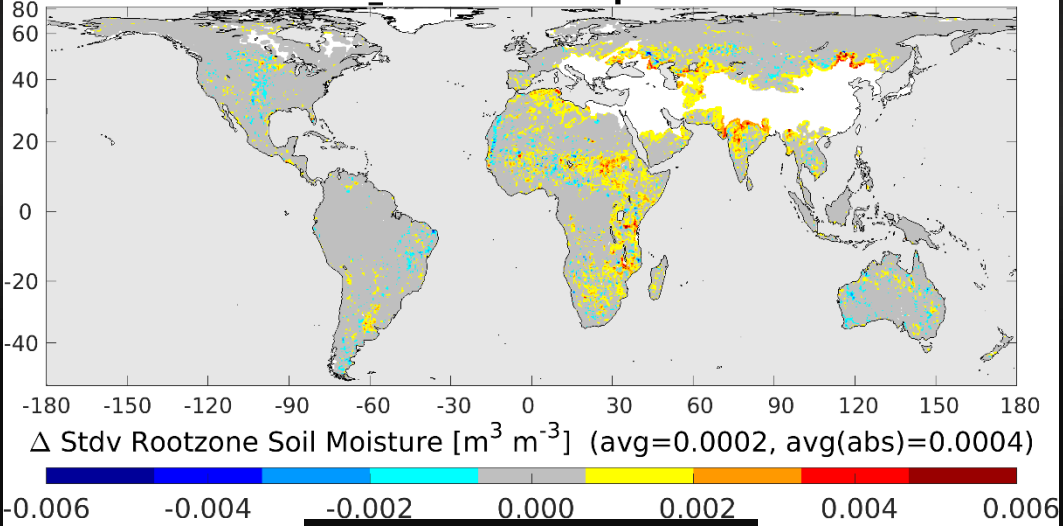 80
60
40
20
0
-20
-40
-180 -150 -120 -90 -60 -30 0 30 60 90 120 150 180
Δ Stdv Rootzone Soil Moisture [m³ m⁻³] (avg=0.0002, avg(abs)=0.0004)
-0.006 -0.004 -0.002 0.000 0.002 0.004 0.006